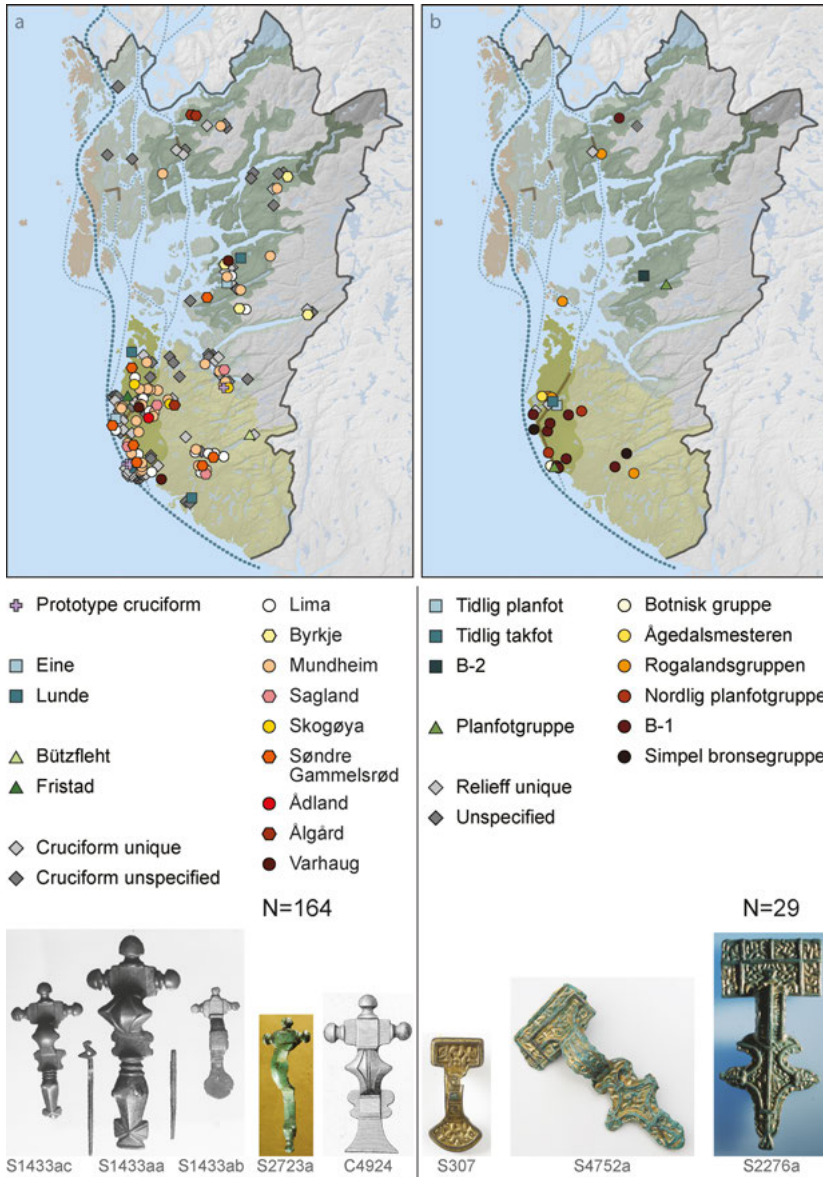 a
b
Prototype cruciform
Eine
Lunde
Bützfleht
Fristad
Cruciform unique
Cruciform unspecified
Lima
Byrkje
Mundheim
Sagland
Skogøya
Søndre
Gammelsrød
Ådland
Ålgård
Varhaug
N=164
Tidlig planfot
Tidlig takfot
B-2
Planfotgruppe
Relieff unique
Unspecified
Botnisk gruppe
Ågedalsmesteren
Rogalandsgruppen
Nordlig planfotgruppe
B-1
Simpel bronsegruppe
N=29
S1433ac
S1433aa
S1433ab
S2723a
C4924
S307
S4752a
S2276a